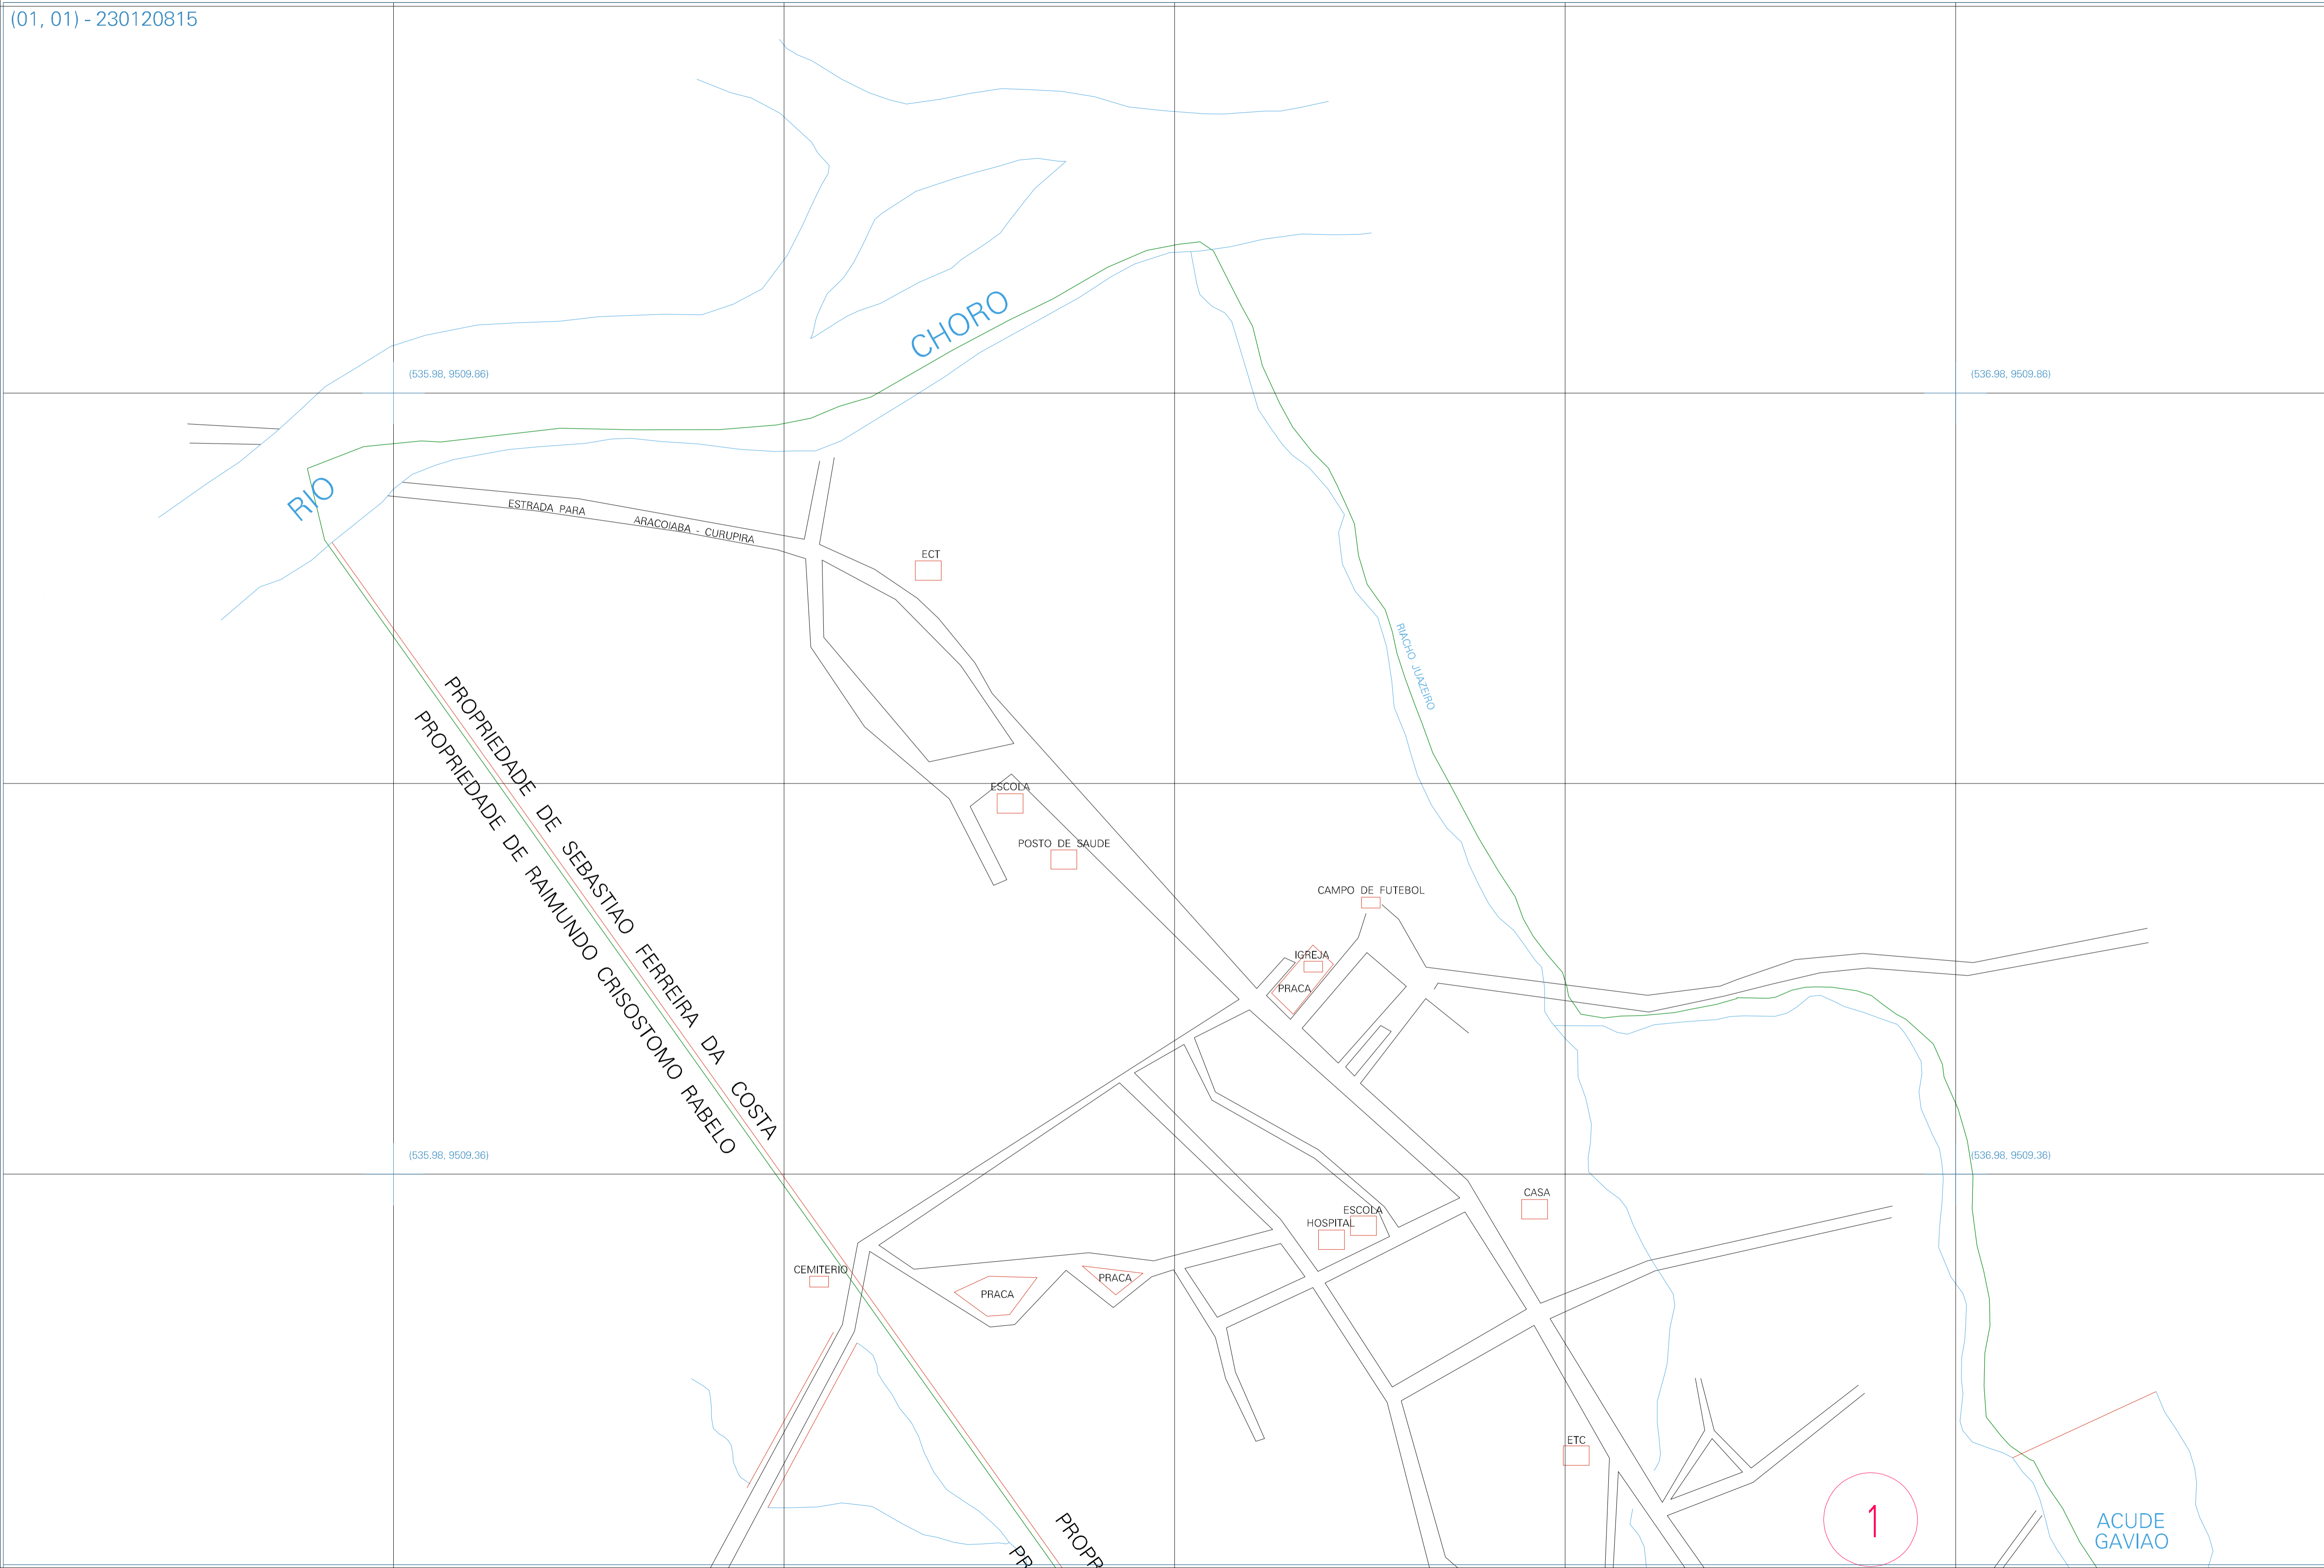 (01, 01) - 230120815
CHORO
(535.98, 9509.86)
(536.98, 9509.86)
RIO
ESTRADA PARA ARACOIABA - CURUPIRA
ECT
RIACHO JUAZEIRO
PROPRIEDADE DE SEBASTIAO FERREIRA DA COSTA
PROPRIEDADE DE RAIMUNDO CRISOSTOMO RABELO
ESCOLA
POSTO DE SAUDE
CAMPO DE FUTEBOL
IGREJA
PRACA
(535.98, 9509.36)
(536.98, 9509.36)
CASA
ESCOLA
HOSPITAL
CEMITERIO
PRACA
PRACA
ETC
1
ACUDE
GAVIAO
PROPR
PR